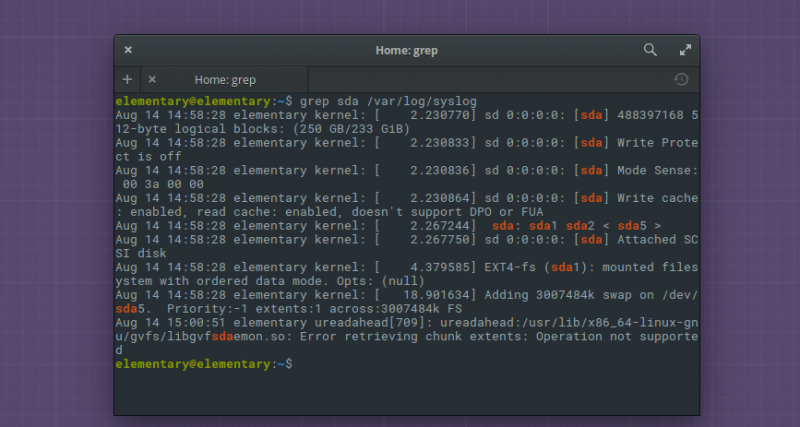 Home: grep
Home: grep
elementary@elementary:~$ grep sda /var/log/syslog
Aug 14 14:58:28 elementary kernel: [    2.230770] sd 0:0:0:0: [sda] 488397168 5
12-byte logical blocks: (250 GB/233 GiB)
Aug 14 14:58:28 elementary kernel: [    2.230833] sd 0:0:0:0: [sda] Write Prote
ct is off
Aug 14 14:58:28 elementary kernel: [    2.230836] sd 0:0:0:0: [sda] Mode Sense:
 00 3a 00 00
Aug 14 14:58:28 elementary kernel: [    2.230864] sd 0:0:0:0: [sda] Write cache
: enabled, read cache: enabled, doesn't support DPO or FUA
Aug 14 14:58:28 elementary kernel: [    2.267244]  sda: sda1 sda2 < sda5 >
Aug 14 14:58:28 elementary kernel: [    2.267750] sd 0:0:0:0: [sda] Attached SC
SI disk
Aug 14 14:58:28 elementary kernel: [    4.379585] EXT4-fs (sda1): mounted files
ystem with ordered data mode. Opts: (null)
Aug 14 14:58:28 elementary kernel: [   18.901634] Adding 3007484k swap on /dev/
sda5.  Priority:-1 extents:1 across:3007484k FS
Aug 14 15:00:51 elementary ureadahead[709]: ureadahead:/usr/lib/x86_64-linux-gn
u/gvfs/libgvfsdaemon.so: Error retrieving chunk extents: Operation not supporte
d
elementary@elementary:~$